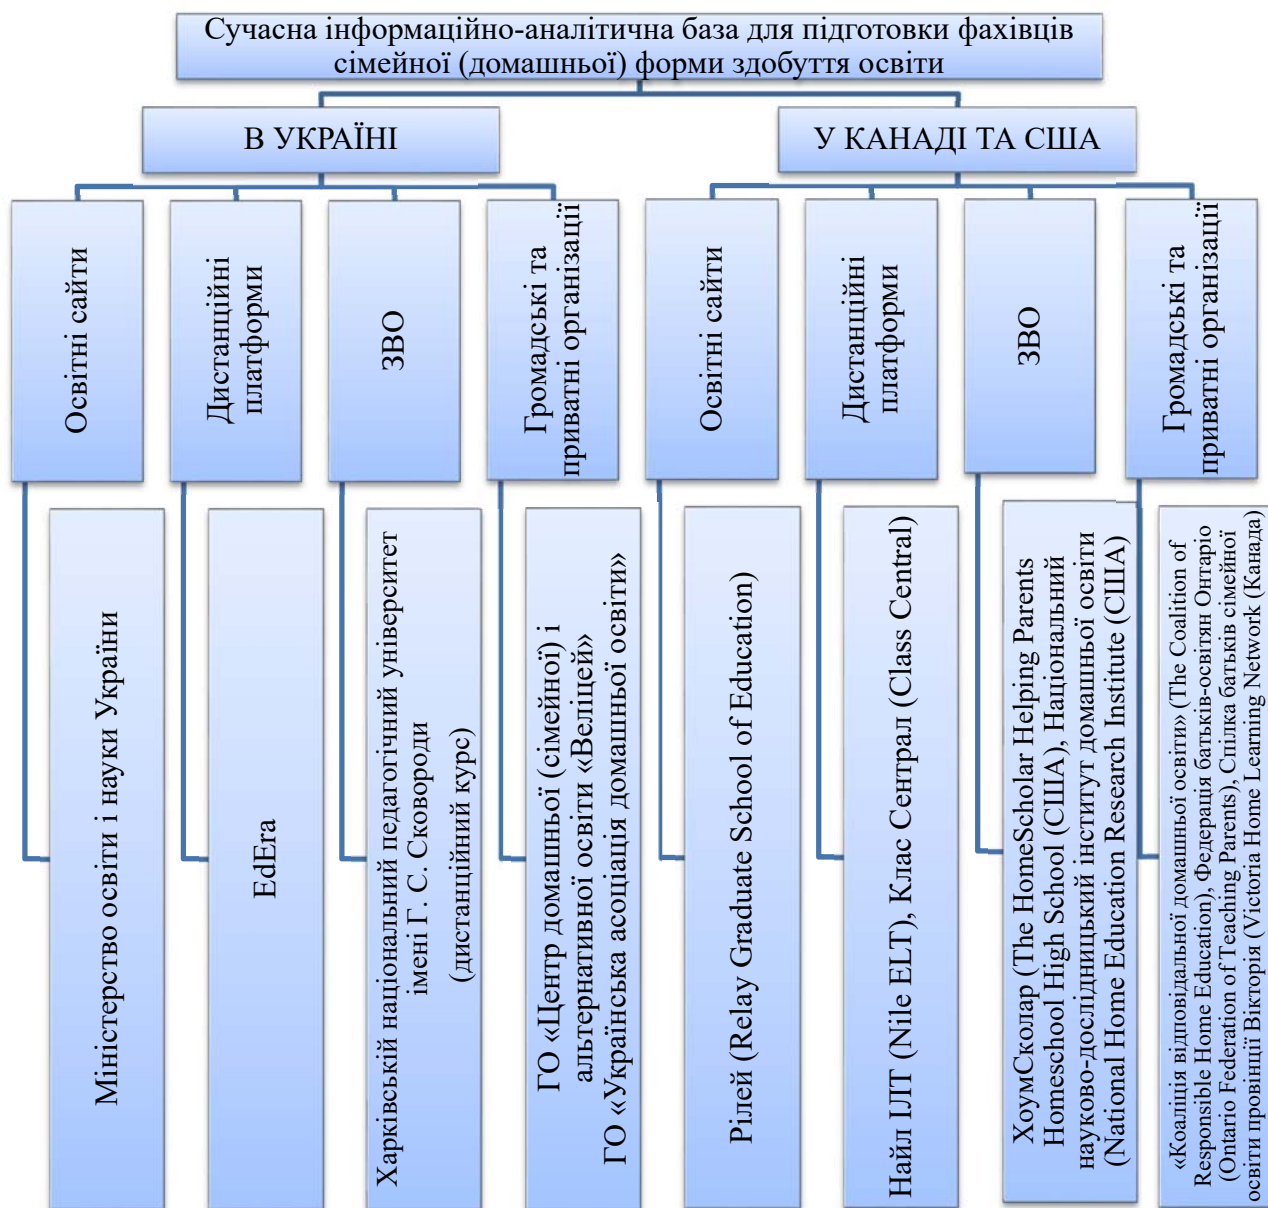 Сучасна інформаційно-аналітична база для підготовки фахівців
сімейної (домашньої) форми здобуття освіти
В УКРАЇНІ
У КАНАДІ ТА США
Освітні сайти
Дистанційні
платформи
ЗВО
Громадські та
приватні організації
Освітні сайти
Дистанційні
платформи
ЗВО
Громадські та
приватні організації
Міністерство освіти і науки України
EdEra
Харківській національний педагогічний університет
імені Г. С. Сковороди
(дистанційний курс)
ГО «Центр домашньої (сімейної) і
альтернативної освіти «Веліцей»
ГО «Українська асоціація домашньої освіти»
Рілей (Relay Graduate School of Education)
Найл ІЛТ (Nile ELT), Клас Централ (Class Central)
ХоумСколар (The HomeScholar Helping Parents
Homeschool High School (США), Національний
науково-дослідницький інститут домашньої освіти
(National Home Education Research Institute (США)
«Коаліція відповідальної домашньої освіти» (The Coalition of
Responsible Home Education), Федерація батьків-освітян Онтаріо
(Ontario Federation of Teaching Parents), Спілка батьків сімейної
освіти провінції Вікторія (Victoria Home Learning Network (Канада)